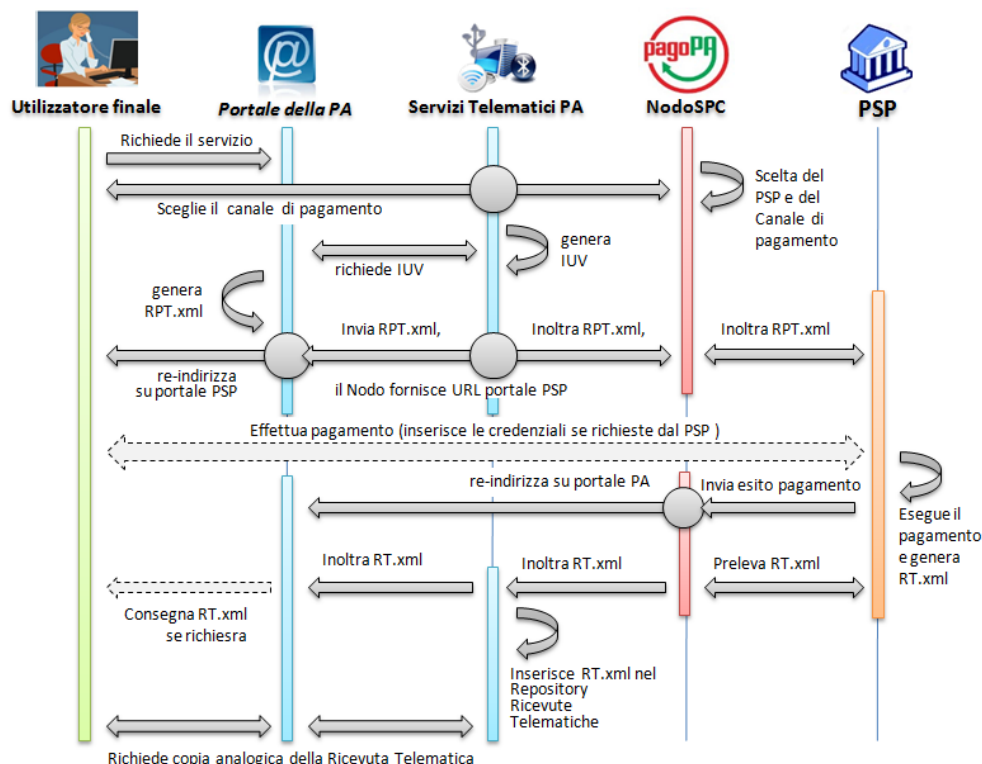 pagoPA
Utilizzatore finale
Portale della PA
Servizi Telematici PA
NodoSPC
PSP
Richiede il servizio
Sceglie il canale di pagamento
Scelta del
PSP e del
Canale di
pagamento
genera
IUV
richiede IUV
genera
RPT.xml
Invia RPT.xml,
Inoltra RPT.xml,
Inoltra RPT.xml
re-indirizza
su portale PSP
il Nodo fornisce URL portale PSP
Effettua pagamento (inserisce le credenziali se richieste dal PSP )
re-indirizza su portale PA
Invia esito pagamento
Esegue il
pagamento
e genera
RT.xml
Inoltra RT.xml
Inoltra RT.xml
Preleva RT.xml
Consegna RT.xml
se richiesra
Inserisce RT.xml nel
Repository
Ricevute
Telematiche
Richiede copia analogica della Ricevuta Telematica